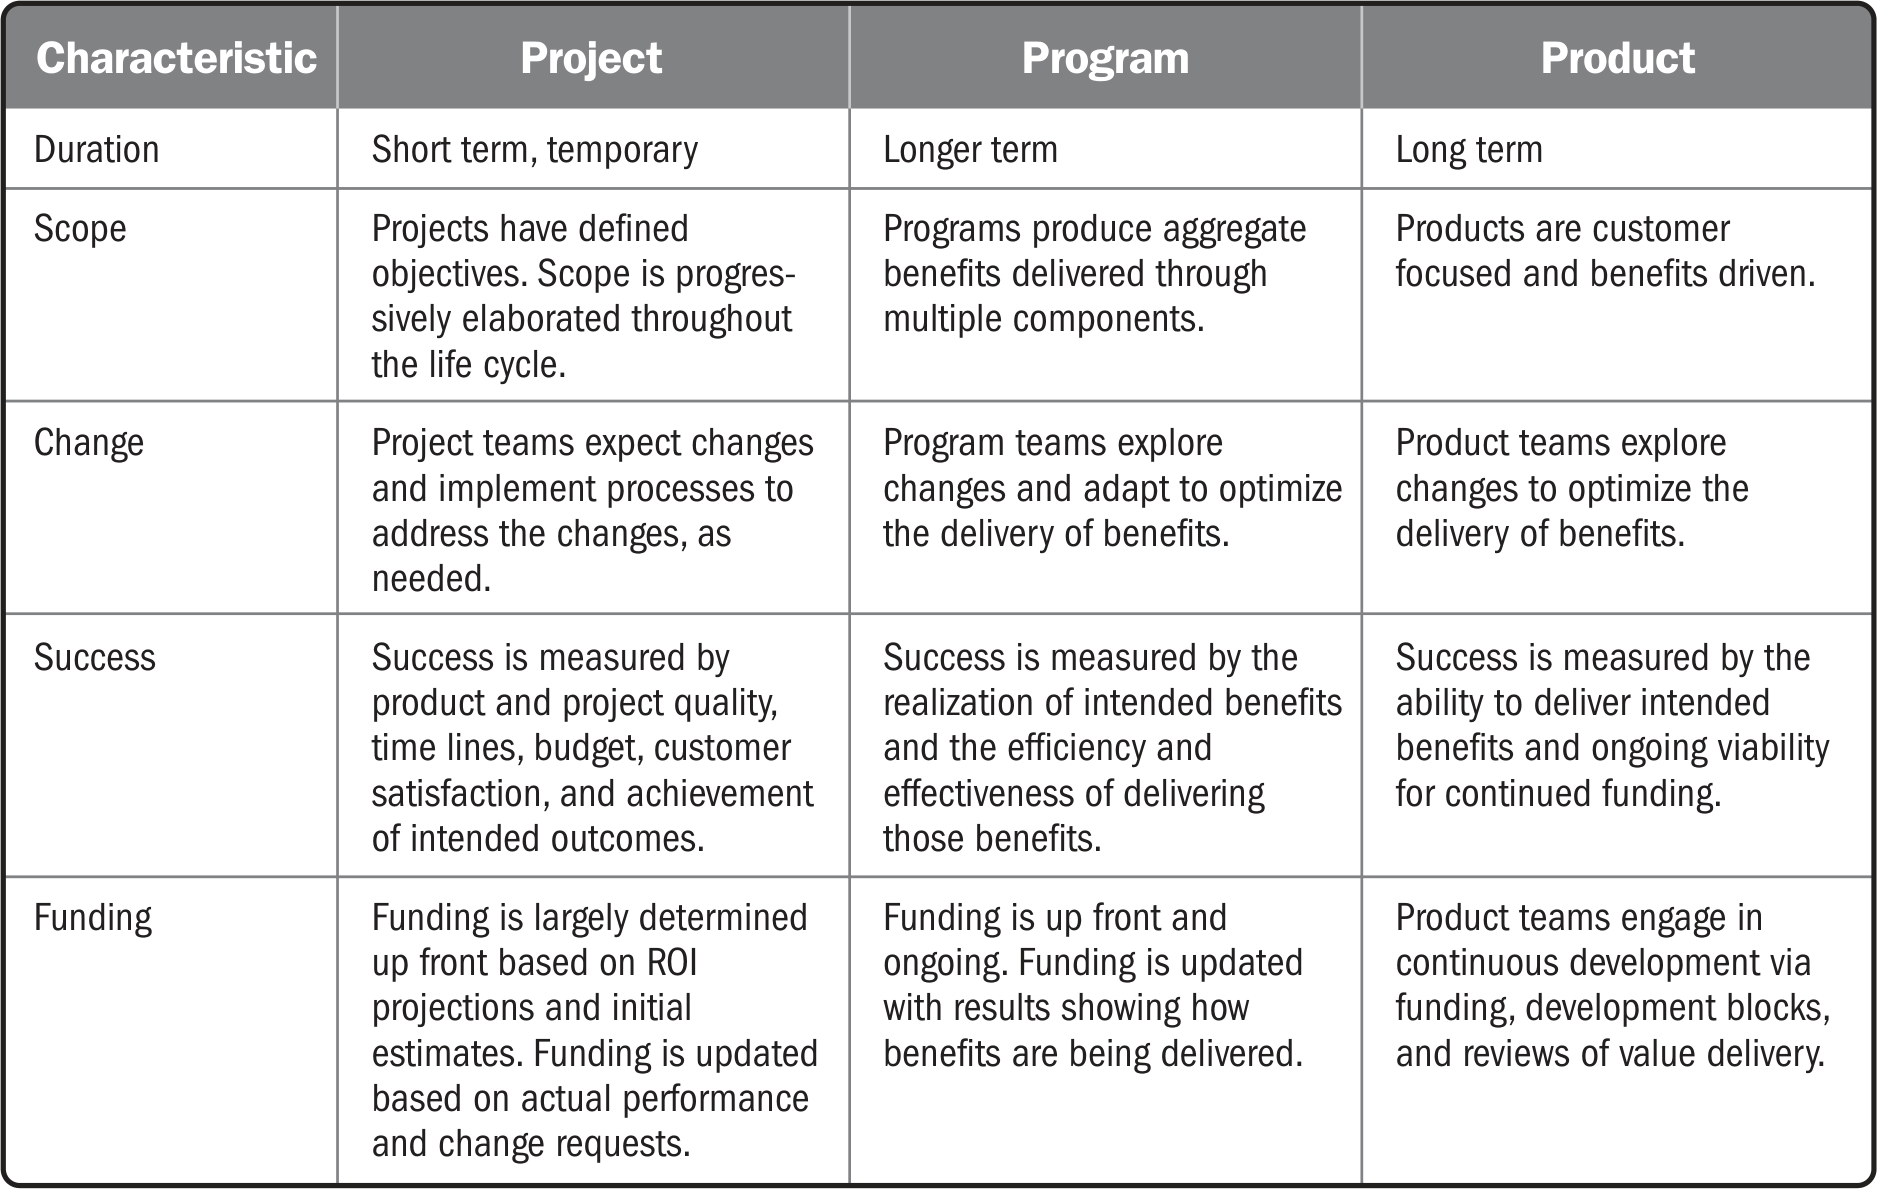 Characteristic
Project
Program
Product
Duration
Short term, temporary
Longer term
Long term
Scope
Projects have defined
objectives. Scope is progres-
sively elaborated throughout
the life cycle.
Programs produce aggregate
benefits delivered through
multiple components.
Products are customer
focused and benefits driven.
Change
Project teams expect changes
and implement processes to
address the changes, as
needed.
Program teams explore
changes and adapt to optimize
the delivery of benefits.
Product teams explore
changes to optimize the
delivery of benefits.
Success
Success is measured by
product and project quality,
time lines, budget, customer
satisfaction, and achievement
of intended outcomes.
Success is measured by the
realization of intended benefits
and the efficiency and
effectiveness of delivering
those benefits.
Success is measured by the
ability to deliver intended
benefits and ongoing viability
for continued funding.
Funding
Funding is largely determined
up front based on ROI
projections and initial
estimates. Funding is updated
based on actual performance
and change requests.
Funding is up front and
ongoing. Funding is updated
with results showing how
benefits are being delivered.
Product teams engage in
continuous development via
funding, development blocks,
and reviews of value delivery.